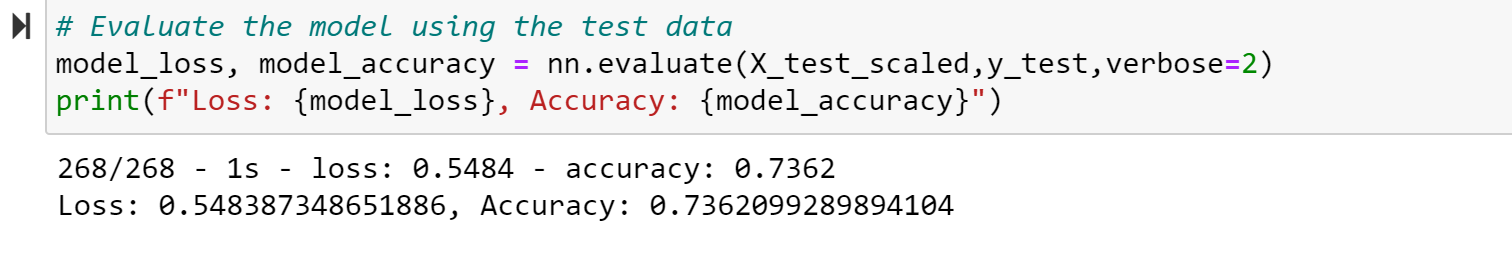 # Evaluate the model using the test data
model_loss, model_accuracy = nn.evaluate(X_test_scaled,y_test,verbose=2)
print(f"Loss: {model_loss}, Accuracy: {model_accuracy}")
268/268 - 1s - loss: 0.5484 - accuracy: 0.7362
Loss: 0.548387348651886, Accuracy: 0.7362099289894104